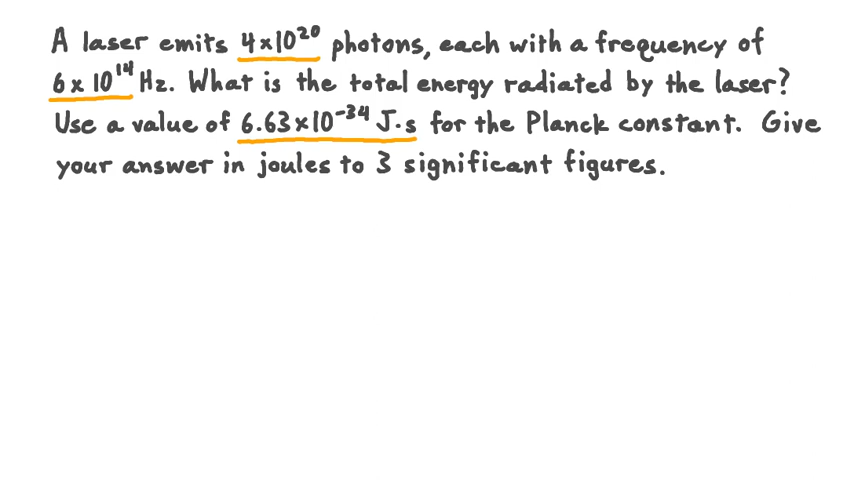 A laser emits 4×10²⁰ photons, each with a frequency of
6 × 10¹⁴ Hz. What is the total energy radiated by the laser?
Use a value of 6.63×10⁻³⁴ J·s for the Planck constant. Give
your answer in joules to 3 significant figures.